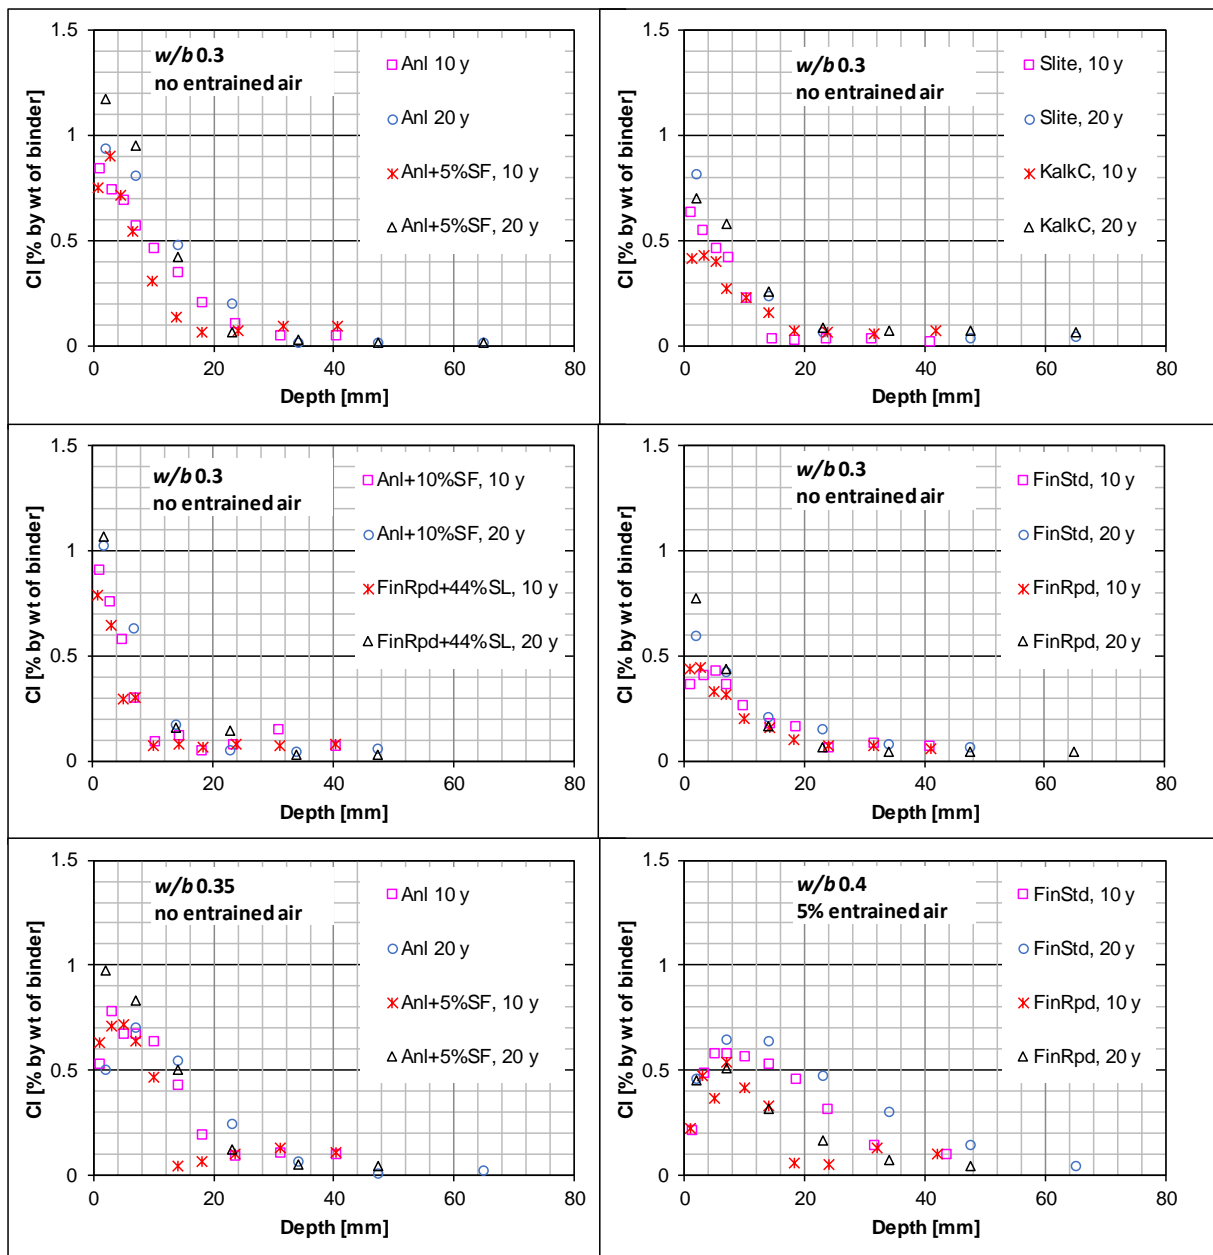 w/b 0.3
no entrained air
Anl 10 y
Anl 20 y
Anl+5%SF, 10 y
Anl+5%SF, 20 y
Cl [% by wt of binder]
1.5
1
0.5
0
0 20 40 60 80
Depth [mm]
w/b 0.3
no entrained air
Slite, 10 y
Slite, 20 y
KalkC, 10 y
KalkC, 20 y
Cl [% by wt of binder]
1.5
1
0.5
0
0 20 40 60 80
Depth [mm]
w/b 0.3
no entrained air
Anl+10%SF, 10 y
Anl+10%SF, 20 y
FinRpd+44%SL, 10 y
FinRpd+44%SL, 20 y
Cl [% by wt of binder]
1.5
1
0.5
0
0 20 40 60 80
Depth [mm]
w/b 0.3
no entrained air
FinStd, 10 y
FinStd, 20 y
FinRpd, 10 y
FinRpd, 20 y
Cl [% by wt of binder]
1.5
1
0.5
0
0 20 40 60 80
Depth [mm]
w/b 0.35
no entrained air
Anl 10 y
Anl 20 y
Anl+5%SF, 10 y
Anl+5%SF, 20 y
Cl [% by wt of binder]
1.5
1
0.5
0
0 20 40 60 80
Depth [mm]
w/b 0.4
5% entrained air
FinStd, 10 y
FinStd, 20 y
FinRpd, 10 y
FinRpd, 20 y
Cl [% by wt of binder]
1.5
1
0.5
0
0 20 40 60 80
Depth [mm]